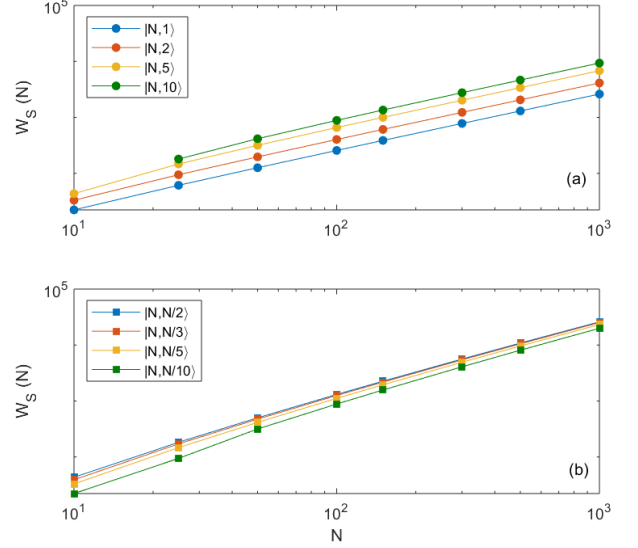 10^5
|N,1⟩
|N,2⟩
|N,5⟩
|N,10⟩
W_S (N)
(a)
10^1 10^2 10^3
10^5
|N,N/2⟩
|N,N/3⟩
|N,N/5⟩
|N,N/10⟩
W_S (N)
(b)
10^1 10^2 10^3
N